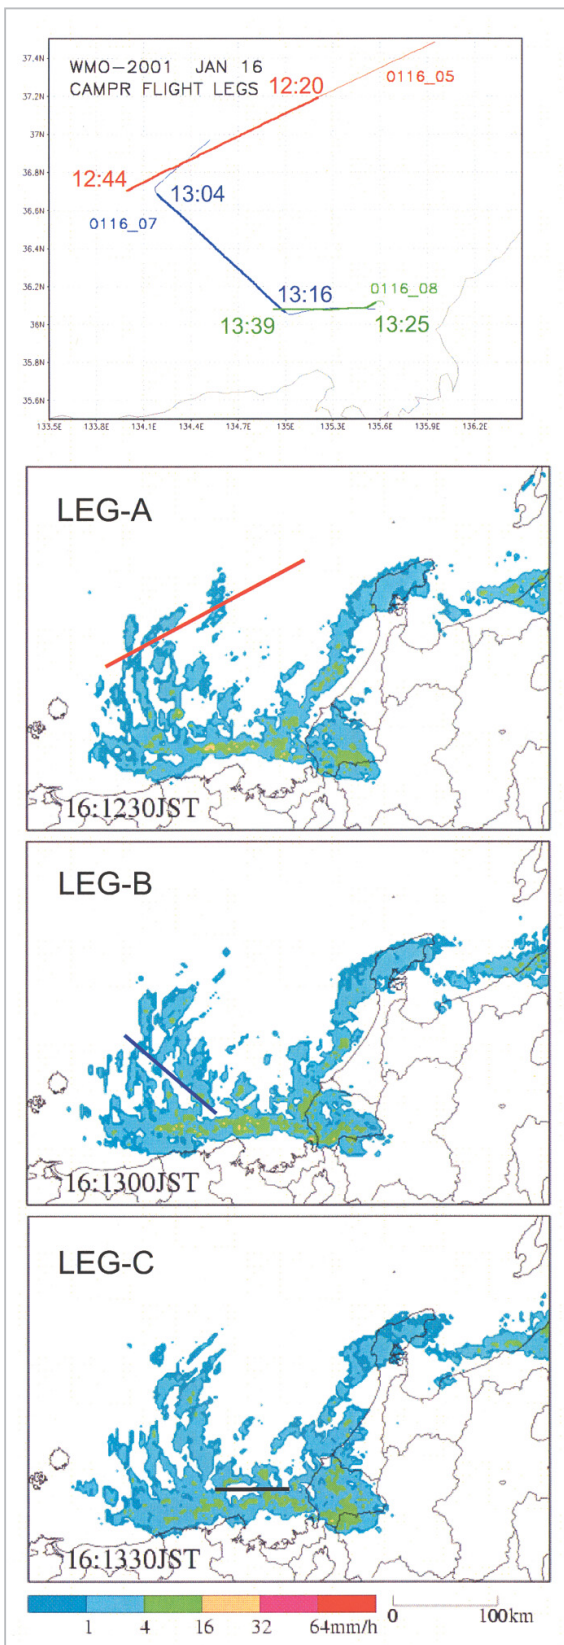 37.4N
WMO-2001 JAN 16
12:20
0116_05
37.2N
CAMPR FLIGHT LEGS
37N
12:44
36.8N
13:04
36.6N
0116_07
36.4N
36.2N
13:16
0116_08
36N
13:39
13:25
35.8N
35.6N
133.5E 133.8E 134.1E 134.4E 134.7E 135E 135.3E 135.6E 135.9E 136.2E
LEG-A
16:1230JST
LEG-B
16:1300JST
LEG-C
16:1330JST
1 4 16 32 64mm/h
0 100km